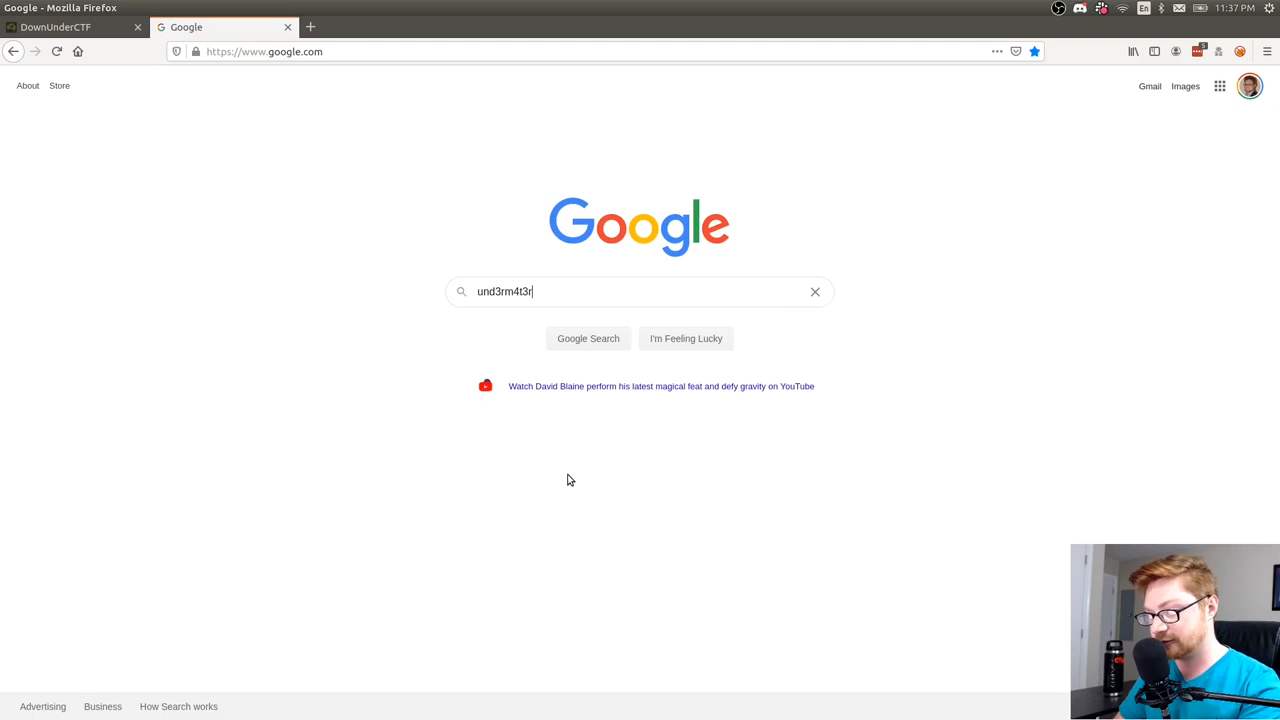 Google - Mozilla Firefox
En
11:37 PM
DownUnderCTF
Google
https://www.google.com
5
About
Store
Gmail
Images
Google
und3rm4t3r
Google Search
I'm Feeling Lucky
Watch David Blaine perform his latest magical feat and defy gravity on YouTube
Advertising
Business
How Search works